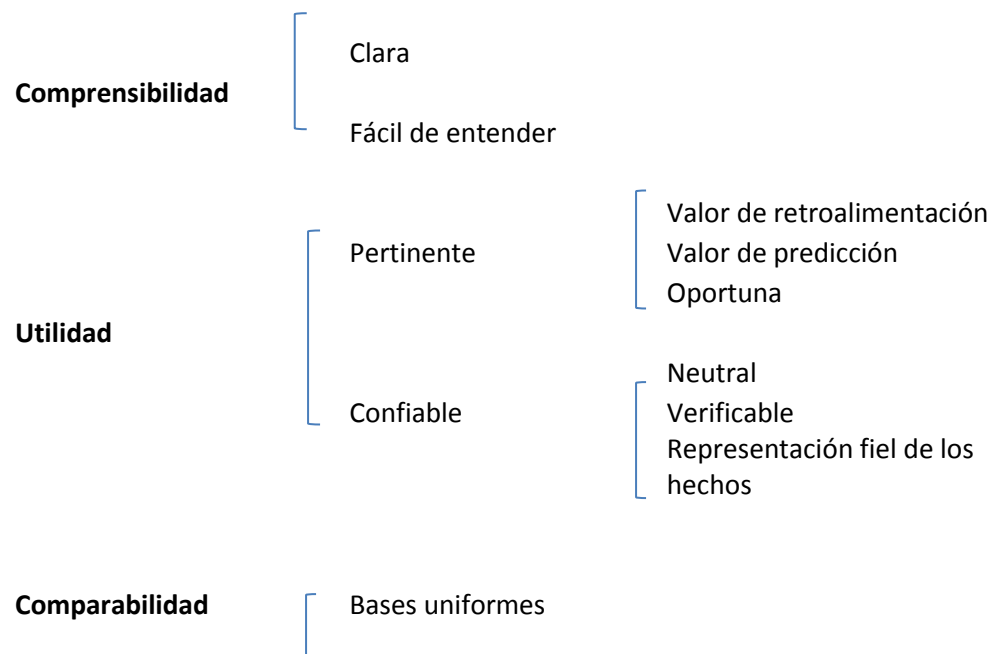 Clara
Comprensibilidad
Fácil de entender
Valor de retroalimentación
Pertinente
Valor de predicción
Oportuna
Utilidad
Neutral
Confiable
Verificable
Representación fiel de los
hechos
Comparabilidad
Bases uniformes